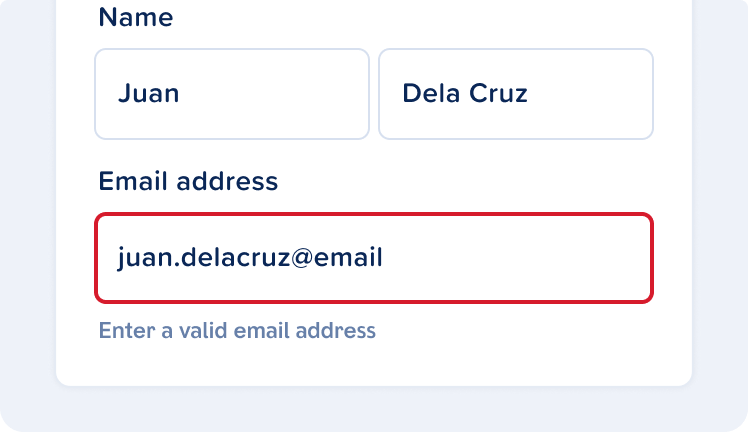 Name
Juan Dela Cruz
Email address
juan.delacruz@email
Enter a valid email address